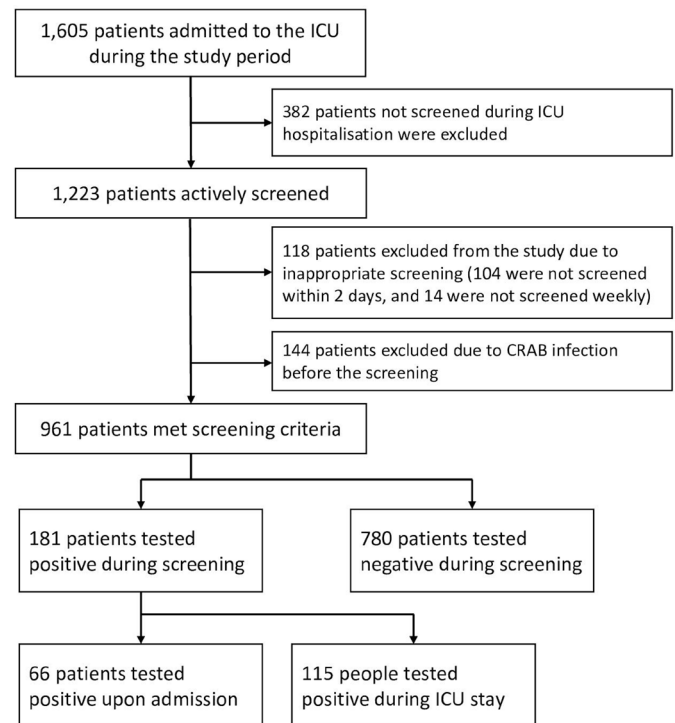 1,605 patients admitted to the ICU
during the study period
382 patients not screened during ICU
hospitalisation were excluded
1,223 patients actively screened
118 patients excluded from the study due to
inappropriate screening (104 were not screened
within 2 days, and 14 were not screened weekly)
144 patients excluded due to CRAB infection
before the screening
961 patients met screening criteria
181 patients tested
positive during screening
780 patients tested
negative during screening
66 patients tested
positive upon admission
115 people tested
positive during ICU stay